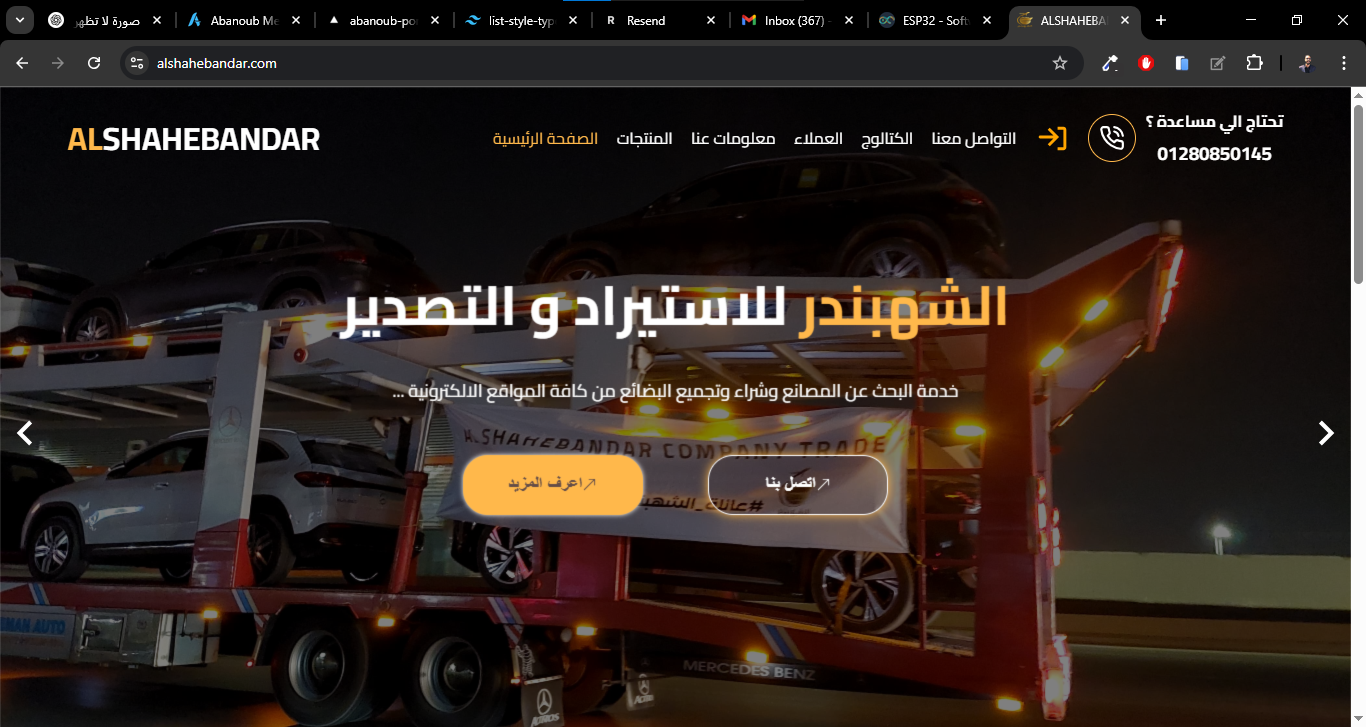 صورة لا تظهر
Abanoub Me
abanoub-po
list-style-typ
Resend
Inbox (367) -
ESP32 - Soft
ALSHAHEBA
alshahebandar.com
ALSHAHEBANDAR
الصفحة الرئيسية
المنتجات
معلومات عنا
العملاء
الكتالوج
التواصل معنا
تحتاج الي مساعدة ؟
01280850145
الشهبندر للاستيراد و التصدير
خدمة البحث عن المصانع وشراء وتجميع البضائع من كافة المواقع الالكترونية ...
ALSHAHEBANDAR COMPANY TRADE
اتصل بنا
اعرف المزيد
#عائلة_الشهب
MAN AUTO
MERCEDES BENZ
ACTROS